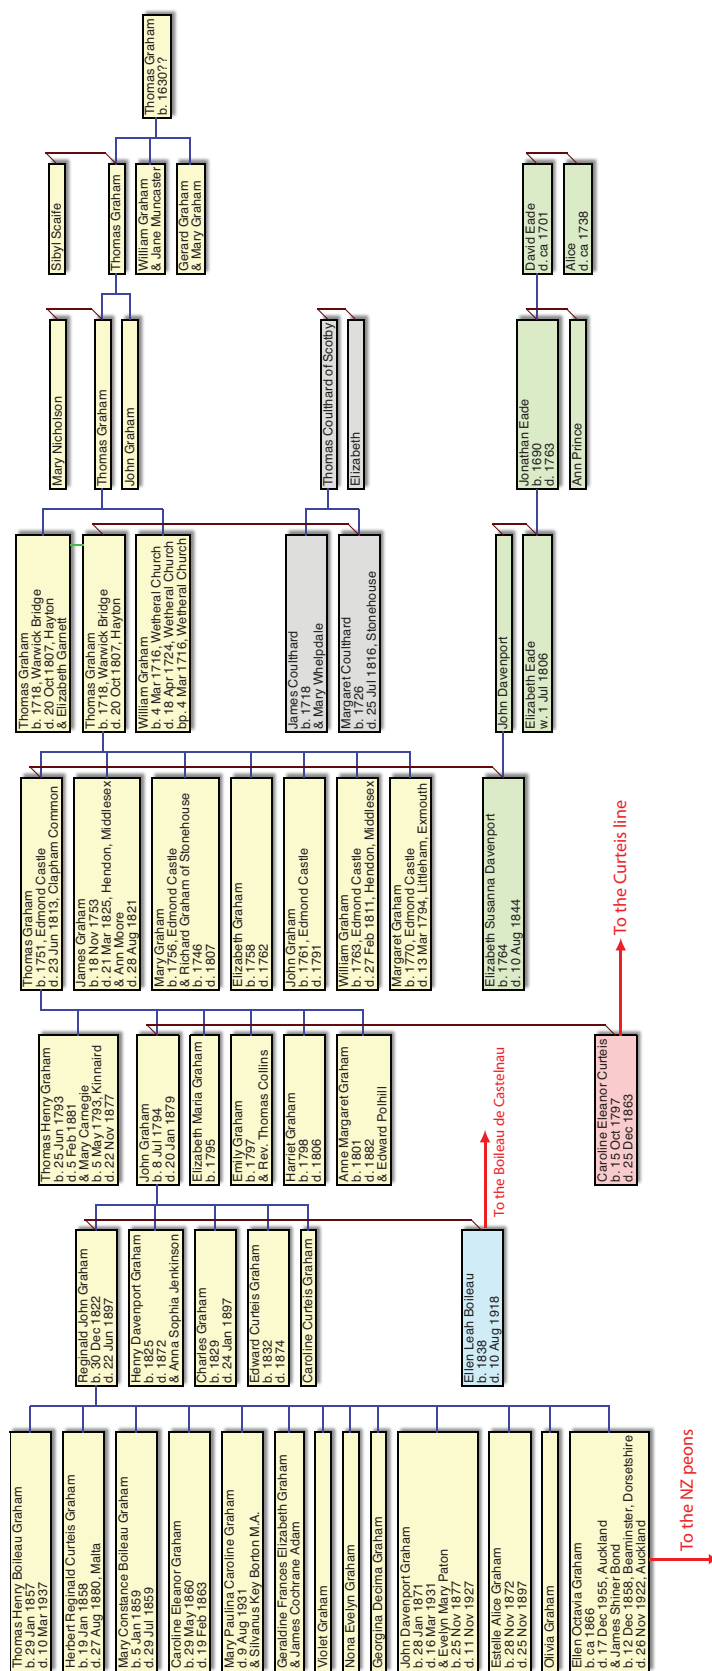 Thomas Graham
b. 1630??
Sibyl Scaife
Thomas Graham
William Graham
& Jane Muncaster
Gerard Graham
& Mary Graham
David Eade
d. ca 1701
Alice
d. ca 1738
Mary Nicholson
Thomas Graham
John Graham
Thomas Coulthard of Scotby
Elizabeth
Jonathan Eade
b. 1690
d. 1763
Ann Prince
Thomas Graham
b. 1718, Warwick Bridge
d. 20 Oct 1807, Hayton
& Elizabeth Garnett
Thomas Graham
b. 1718, Warwick Bridge
d. 20 Oct 1807, Hayton
William Graham
b. 4 Mar 1716, Wetheral Church
d. 18 Apr 1724, Wetheral Church
bp. 4 Mar 1716, Wetheral Church
James Coulthard
b. 1718
& Mary Whelpdale
Margaret Coulthard
b. 1726
d. 25 Jul 1816, Stonehouse
John Davenport
Elizabeth Eade
w. 1 Jul 1806
Thomas Graham
b. 1751, Edmond Castle
d. 23 Jun 1813, Clapham Common
James Graham
b. 18 Nov 1753
d. 21 Mar 1825, Hendon, Middlesex
& Ann Moore
d. 28 Aug 1821
Mary Graham
b. 1756, Edmond Castle
& Richard Graham of Stonehouse
b. 1746
d. 1807
Elizabeth Graham
b. 1758
d. 1762
John Graham
b. 1761, Edmond Castle
d. 1791
William Graham
b. 1763, Edmond Castle
d. 27 Feb 1811, Hendon, Middlesex
Margaret Graham
b. 1770, Edmond Castle
d. 13 Mar 1794, Littleham, Exmouth
Elizabeth Susanna Davenport
b. 1764
d. 10 Aug 1844
To the Curteis line
Thomas Henry Graham
b. 25 Jun 1793
d. 5 Feb 1881
& Mary Carnegie
b. 5 May 1793, Kinnaird
d. 22 Nov 1877
John Graham
b. 8 Jul 1794
d. 20 Jan 1879
Elizabeth Maria Graham
b. 1795
Emily Graham
b. 1797
& Rev. Thomas Collins
Harriet Graham
b. 1798
d. 1806
Anne Margaret Graham
b. 1801
d. 1882
& Edward Polhill
Caroline Eleanor Curteis
b. 15 Oct 1797
d. 25 Dec 1863
To the Boileau de Castelnau
Reginald John Graham
b. 30 Dec 1822
d. 22 Jun 1897
Henry Davenport Graham
b. 1825
d. 1872
& Anna Sophia Jenkinson
Charles Graham
b. 1829
d. 24 Jan 1897
Edward Curteis Graham
b. 1832
d. 1874
Caroline Curteis Graham
Ellen Leah Boileau
b. 1838
d. 10 Aug 1918
Thomas Henry Boileau Graham
b. 29 Jan 1857
d. 10 Mar 1937
Herbert Reginald Curteis Graham
b. 19 Jan 1858
d. 27 Aug 1880, Malta
Mary Constance Boileau Graham
b. 5 Jan 1859
d. 29 Jul 1859
Caroline Eleanor Graham
b. 29 May 1860
d. 19 Feb 1863
Mary Paulina Caroline Graham
d. 9 Aug 1931
& Silvanus Key Borton M.A.
Geraldine Frances Elizabeth Graham
& James Cochrane Adam
Violet Graham
Nona Evelyn Graham
Georgina Decima Graham
John Davenport Graham
b. 28 Jan 1871
d. 16 Mar 1931
& Evelyn Mary Paton
b. 25 Nov 1877
d. 11 Nov 1927
Estelle Alice Graham
b. 28 Nov 1872
d. 25 Nov 1897
Olivia Graham
Ellen Octavia Graham
b. ca 1866
d. 17 Dec 1955, Auckland
& James Shiner Bond
b. 12 Dec 1858, Beaminster, Dorsetshire
d. 26 Nov 1922, Auckland
To the NZ peons